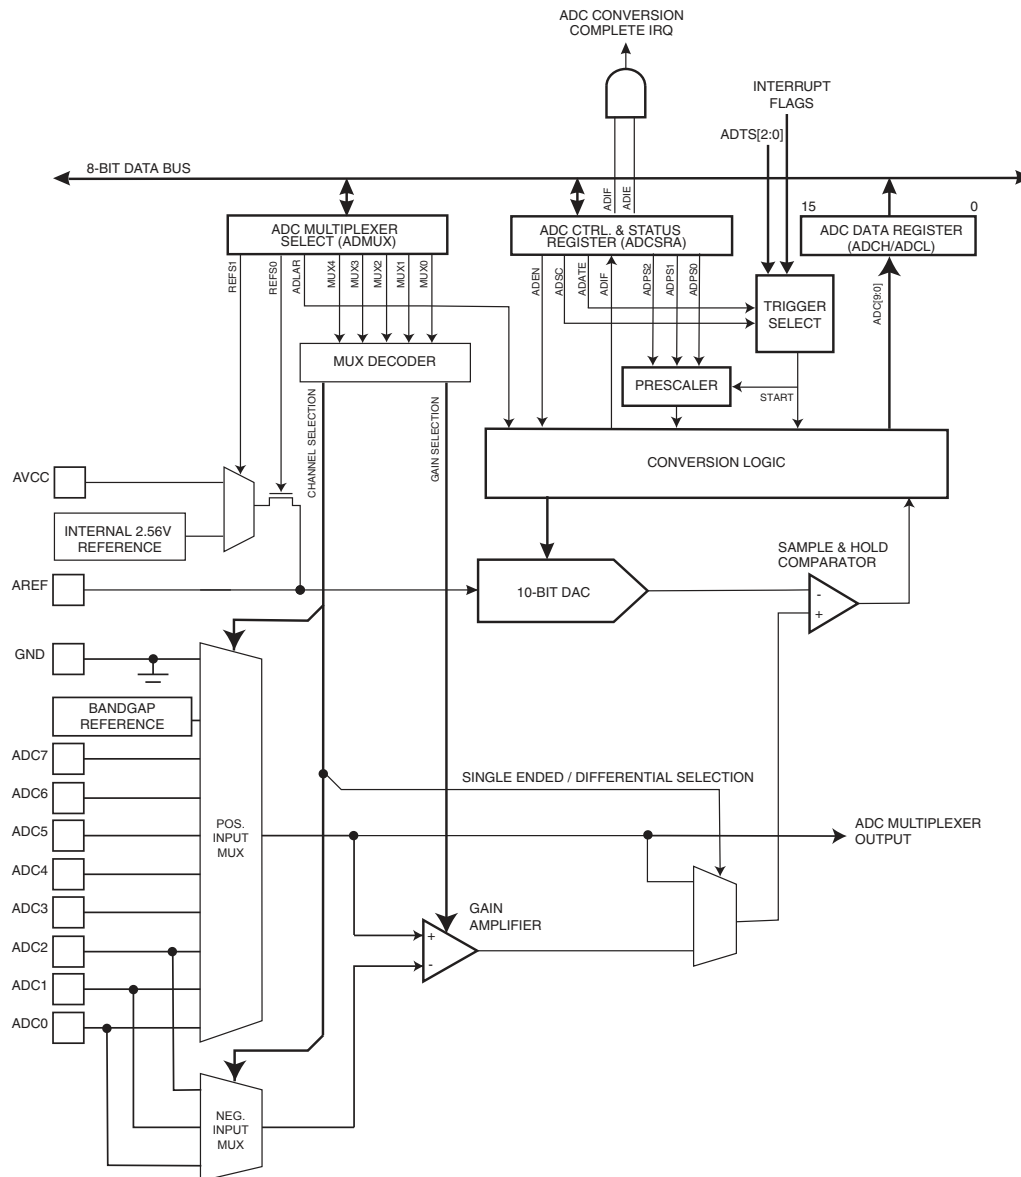 ADC CONVERSION
COMPLETE IRQ
INTERRUPT
FLAGS
ADTS[2:0]
8-BIT DATA BUS
ADIF
ADIE
15
0
ADC MULTIPLEXER
SELECT (ADMUX)
ADC CTRL. & STATUS
REGISTER (ADCSRA)
ADC DATA REGISTER
(ADCH/ADCL)
REFS1
REFS0
ADLAR
MUX4
MUX3
MUX2
MUX1
MUX0
ADEN
ADSC
ADATE
ADIF
ADPS2
ADPS1
ADPS0
TRIGGER
SELECT
ADC[9:0]
MUX DECODER
PRESCALER
START
CHANNEL SELECTION
GAIN SELECTION
CONVERSION LOGIC
AVCC
INTERNAL 2.56V
REFERENCE
SAMPLE & HOLD
COMPARATOR
AREF
10-BIT DAC
-
+
GND
BANDGAP
REFERENCE
ADC7
SINGLE ENDED / DIFFERENTIAL SELECTION
ADC6
ADC5
POS.
INPUT
MUX
ADC MULTIPLEXER
OUTPUT
ADC4
ADC3
GAIN
AMPLIFIER
+
-
ADC2
ADC1
ADC0
NEG.
INPUT
MUX